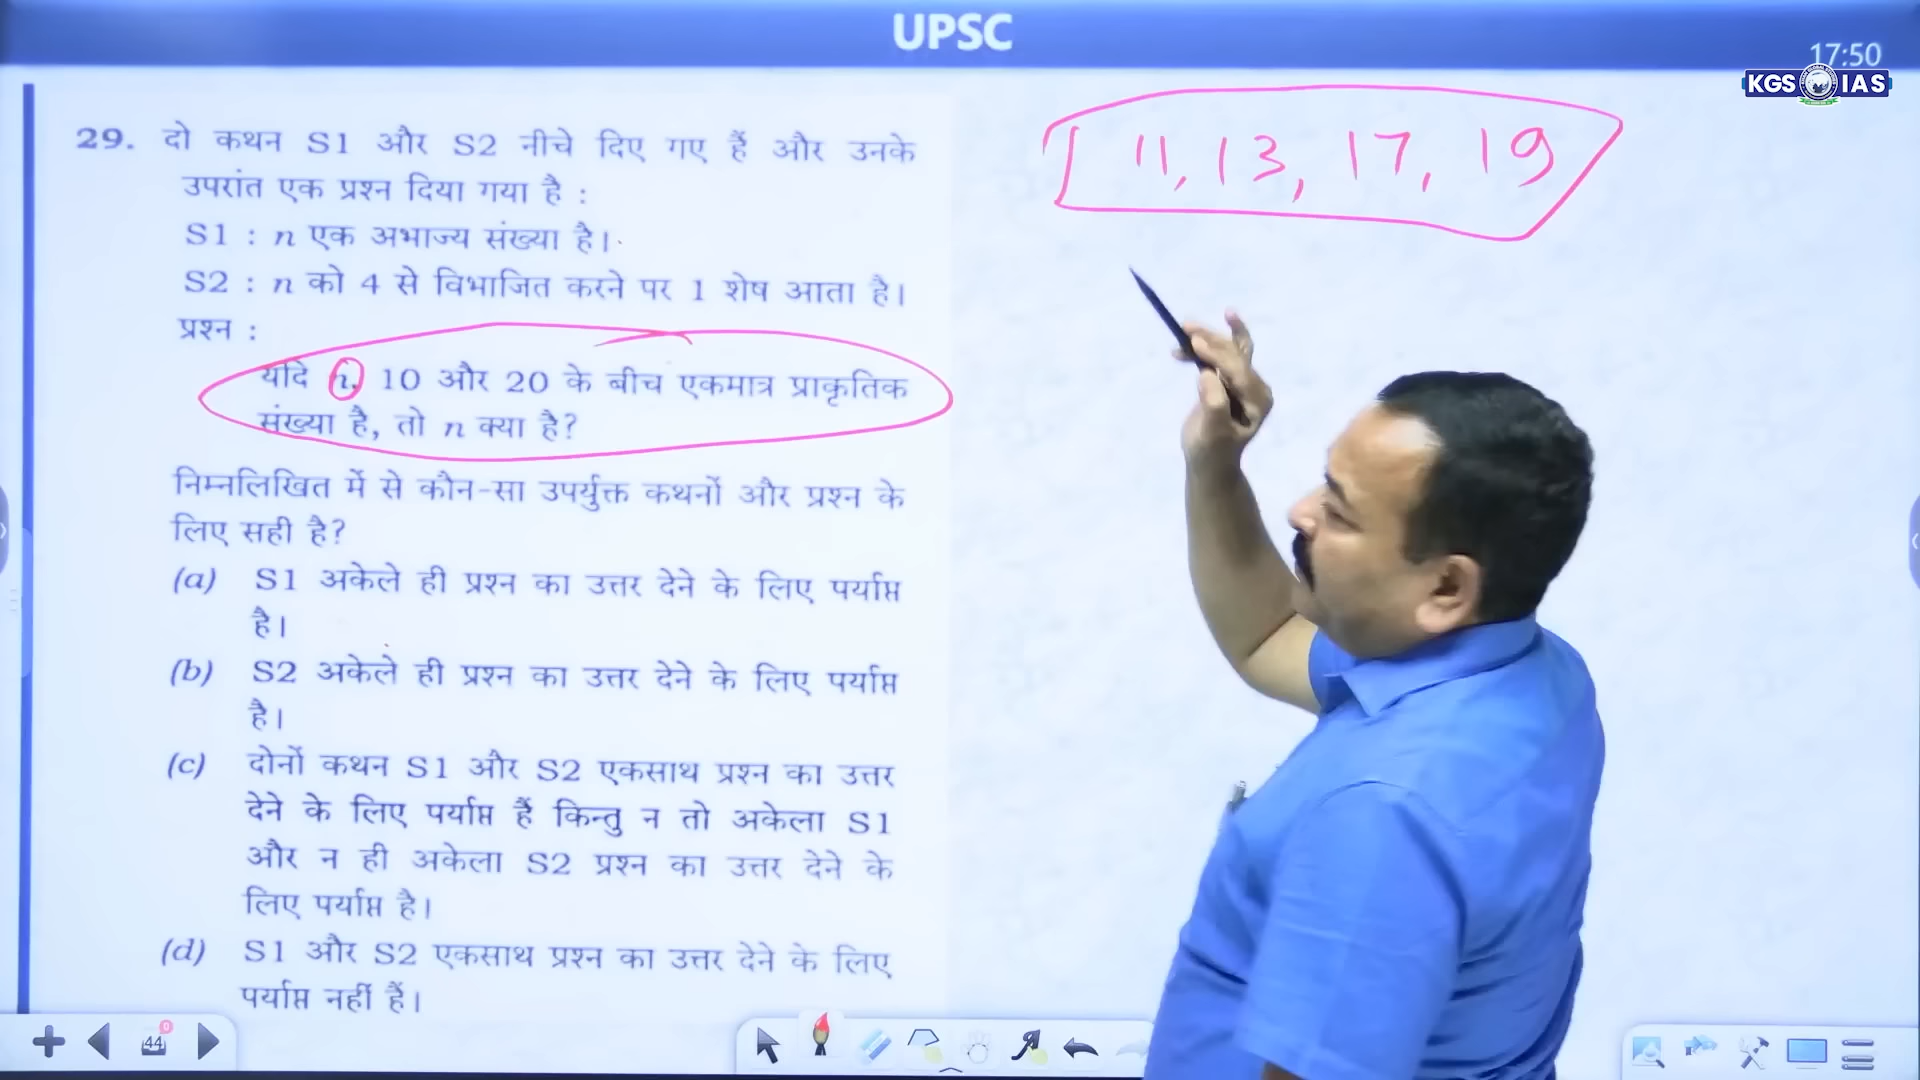 UPSC
17:50
KGS IAS
11, 13, 17, 19
29. दो कथन S1 और S2 नीचे दिए गए हैं और उनके
उपरांत एक प्रश्न दिया गया है :
S1 : n एक अभाज्य संख्या है।
S2 : n को 4 से विभाजित करने पर 1 शेष आता है।
प्रश्न :
यदि n, 10 और 20 के बीच एकमात्र प्राकृतिक
संख्या है, तो n क्या है?
निम्नलिखित में से कौन-सा उपर्युक्त कथनों और प्रश्न के
लिए सही है?
(a) S1 अकेले ही प्रश्न का उत्तर देने के लिए पर्याप्त
है।
(b) S2 अकेले ही प्रश्न का उत्तर देने के लिए पर्याप्त
है।
(c) दोनों कथन S1 और S2 एकसाथ प्रश्न का उत्तर
देने के लिए पर्याप्त हैं किन्तु न तो अकेला S1
और न ही अकेला S2 प्रश्न का उत्तर देने के
लिए पर्याप्त है।
(d) S1 और S2 एकसाथ प्रश्न का उत्तर देने के लिए
पर्याप्त नहीं हैं।
44
0